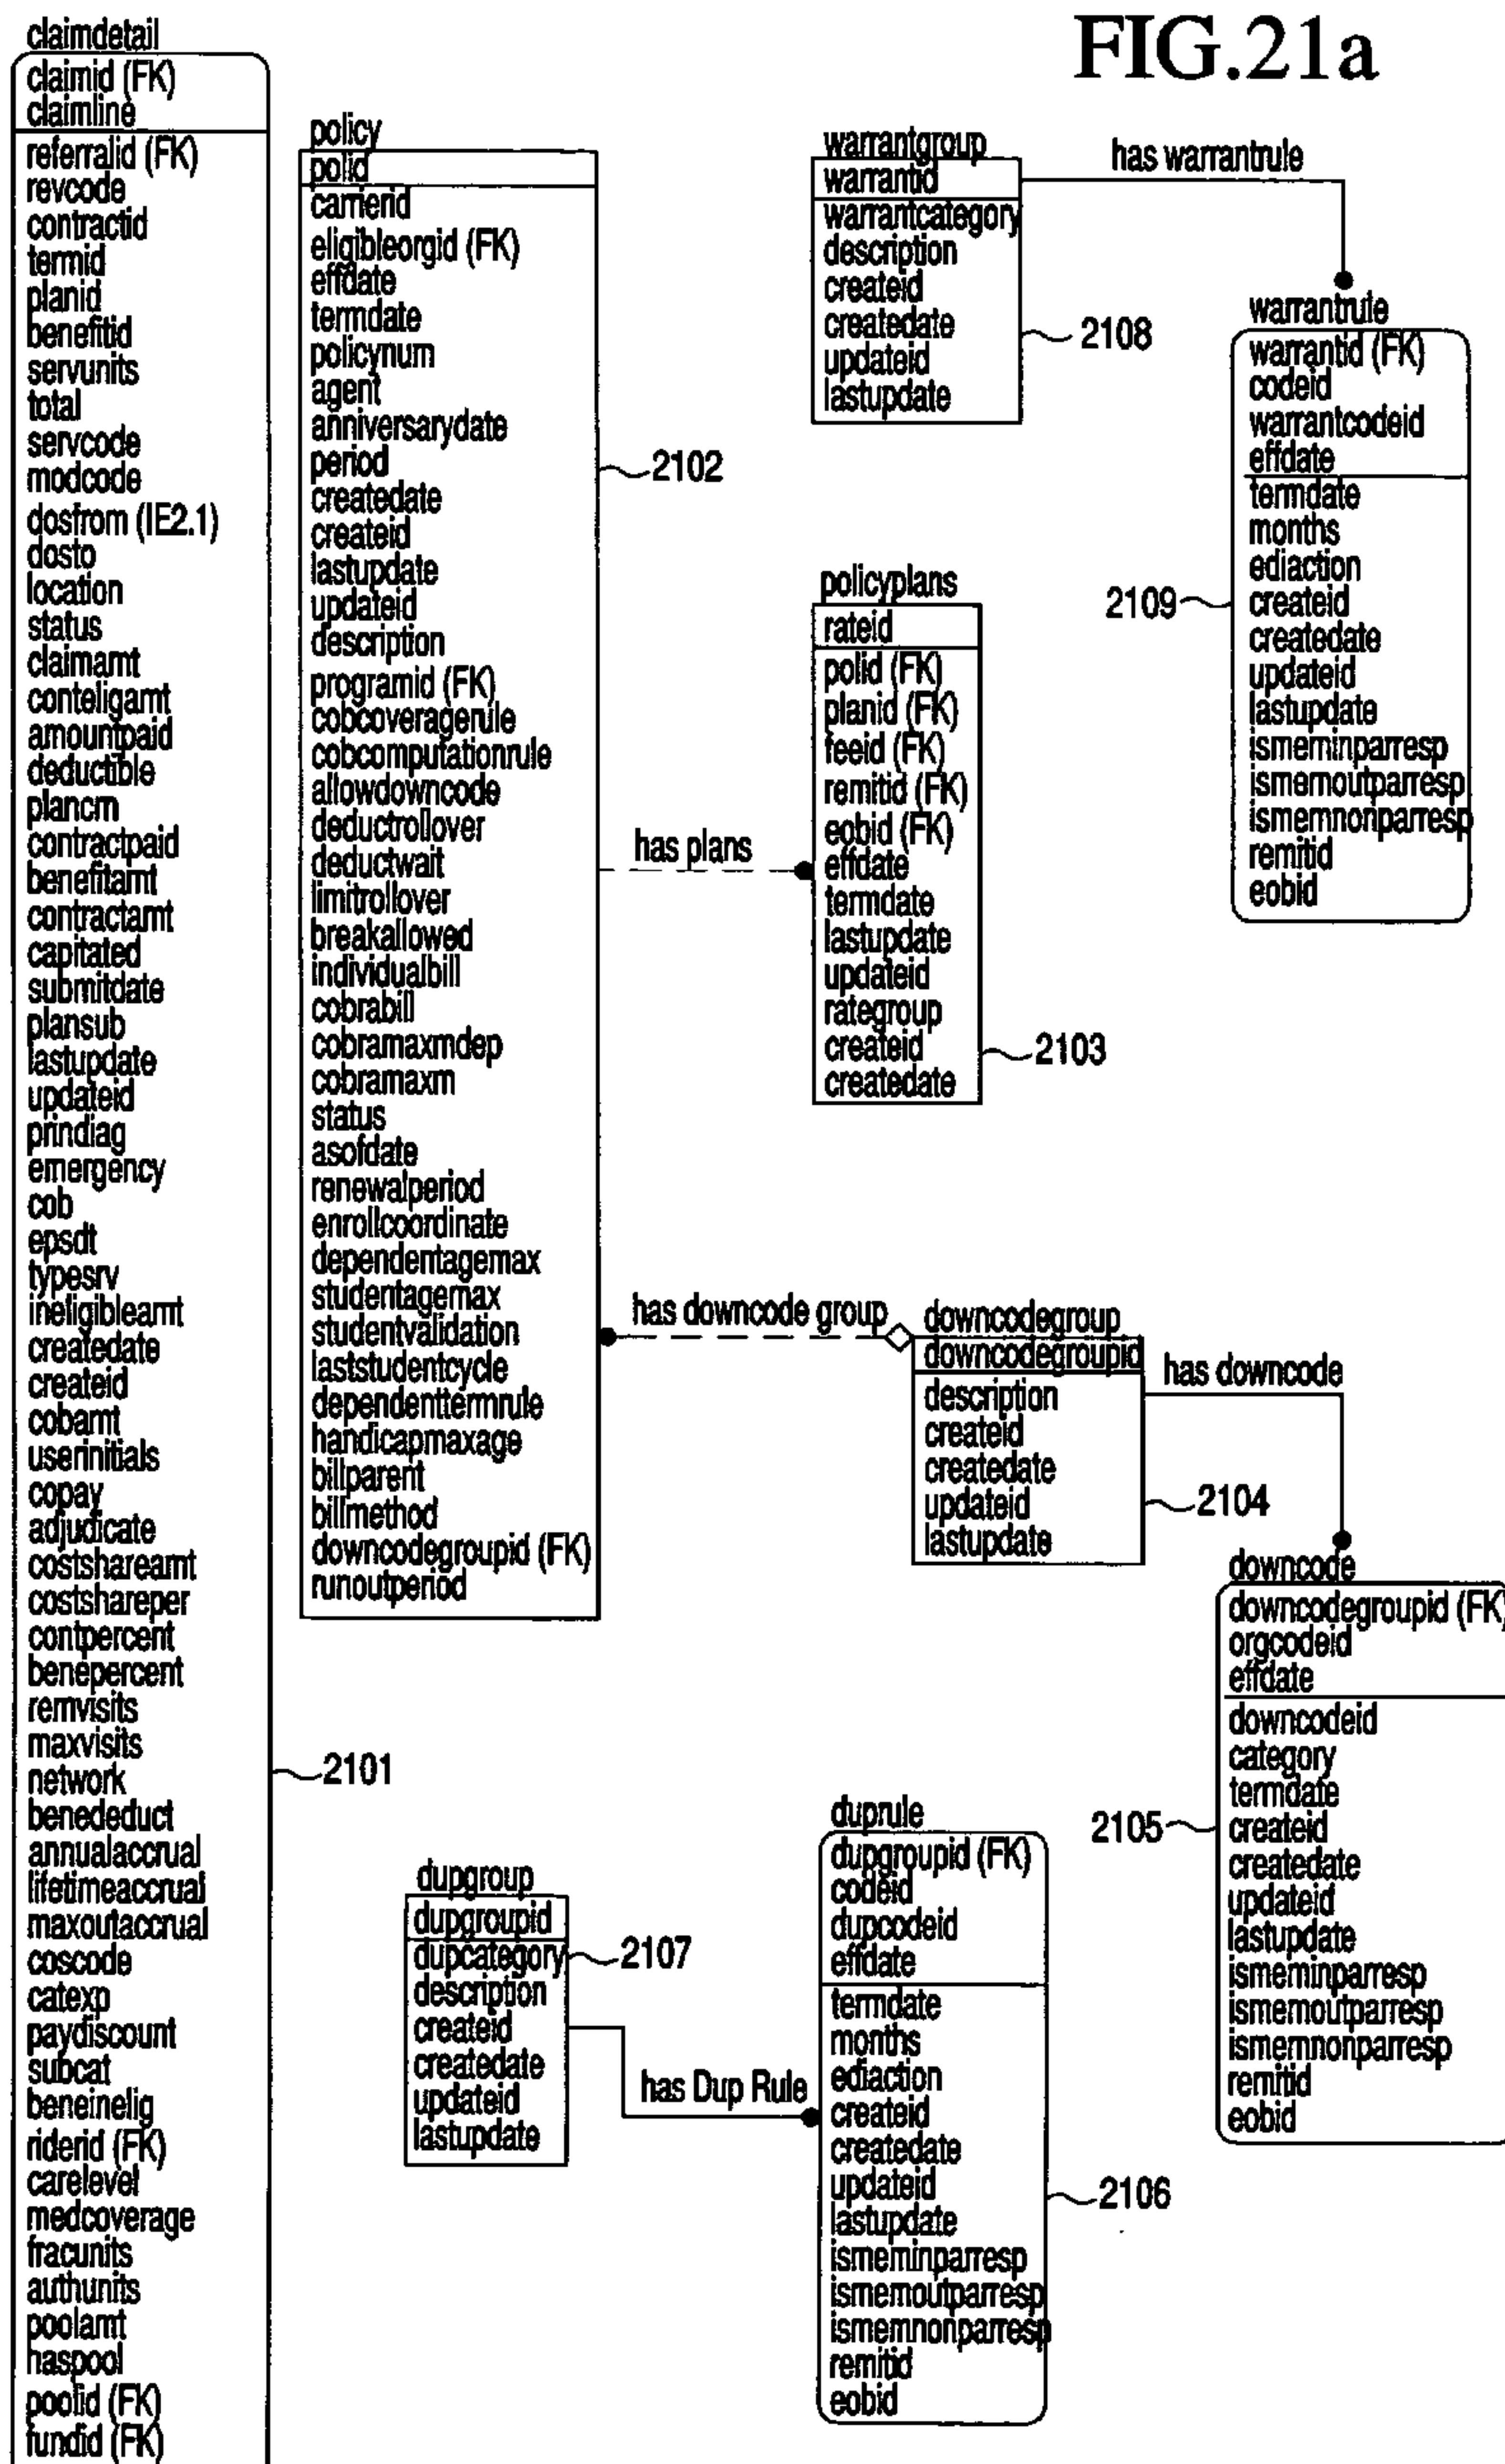 FIG.21a
claimdetail
claimid (FK)
claimline
referralid (FK)
revcode
contractid
termid
planid
benefitid
servunits
total
servcode
modcode
dosfrom (IE2.1)
dosto
location
status
claimamt
conteligamt
amountpaid
deductible
plancm
contractpaid
benefitamt
contractamt
capitated
submitdate
plansub
lastupdate
updateid
prindiag
emergency
cob
epsdt
typesrv
ineligibleamt
createdate
createid
cobamt
userinitials
copay
adjudicate
costshareamt
costshareper
contpercent
benepercent
remvisits
maxvisits
network
benededuct
annualaccrual
lifetimeaccrual
maxoutaccrual
coscode
catexp
paydiscount
subcat
beneinelig
riderid (FK)
carelevel
medcoverage
fracunits
authunits
poolamt
haspool
poolid (FK)
fundid (FK)
2101
policy
polid
carrierid
eligibleorgid (FK)
effdate
termdate
policynum
agent
anniversarydate
period
createdate
createid
lastupdate
updateid
description
programid (FK)
cobcoveragerule
cobcomputationrule
allowdowncode
deductrollover
deductwait
limitrollover
breakallowed
individualbill
cobrabill
cobramaxmdep
cobramaxm
status
asofdate
renewalperiod
enrollcoordinate
dependentagemax
studentagemax
studentvalidation
laststudentcycle
dependenttermrule
handicapmaxage
billparent
billmethod
downcodegroupid (FK)
runoutperiod
2102
warrantgroup
warrantid
warrantcategory
description
createid
createdate
updateid
lastupdate
2108
has warrantrule
warrantrule
warrantid (FK)
codeid
warrantcodeid
effdate
termdate
months
ediaction
createid
createdate
updateid
lastupdate
ismeminparresp
ismemoutparresp
ismemnonparresp
remitid
eobid
2109
has plans
policyplans
rateid
polid (FK)
planid (FK)
feeid (FK)
remitid (FK)
eobid (FK)
effdate
termdate
lastupdate
updateid
rategroup
createid
createdate
2103
has downcode group
downcodegroup
downcodegroupid
description
createid
createdate
updateid
lastupdate
2104
has downcode
downcode
downcodegroupid (FK)
orgcodeid
effdate
downcodeid
category
termdate
createid
createdate
updateid
lastupdate
ismeminparresp
ismemoutparresp
ismemnonparresp
remitid
eobid
2105
dupgroup
dupgroupid
dupcategory
description
createid
createdate
updateid
lastupdate
2107
has Dup Rule
duprule
dupgroupid (FK)
codeid
dupcodeid
effdate
termdate
months
ediaction
createid
createdate
updateid
lastupdate
ismeminparresp
ismemoutparresp
ismemnonparresp
remitid
eobid
2106